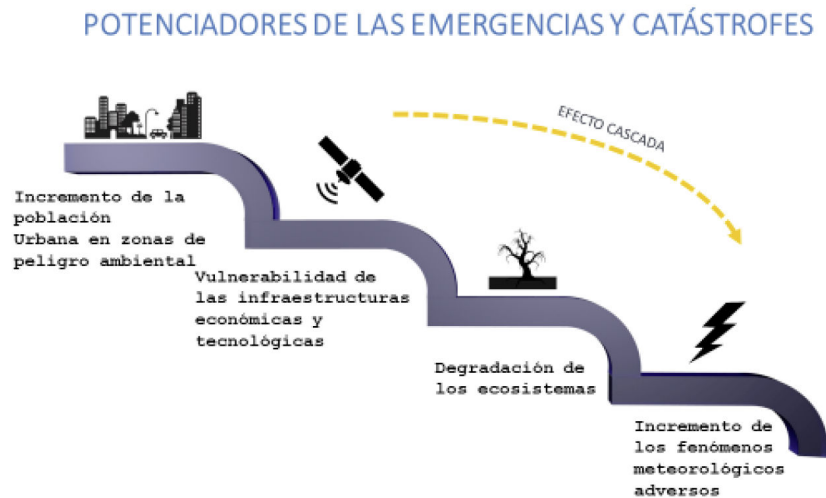 POTENCIADORES DE LAS EMERGENCIAS Y CATÁSTROFES
EFECTO CASCADA
Incremento de la
población
Urbana en zonas de
peligro ambiental
Vulnerabilidad de
las infraestructuras
económicas y
tecnológicas
Degradación de
los ecosistemas
Incremento de
los fenómenos
meteorológicos
adversos